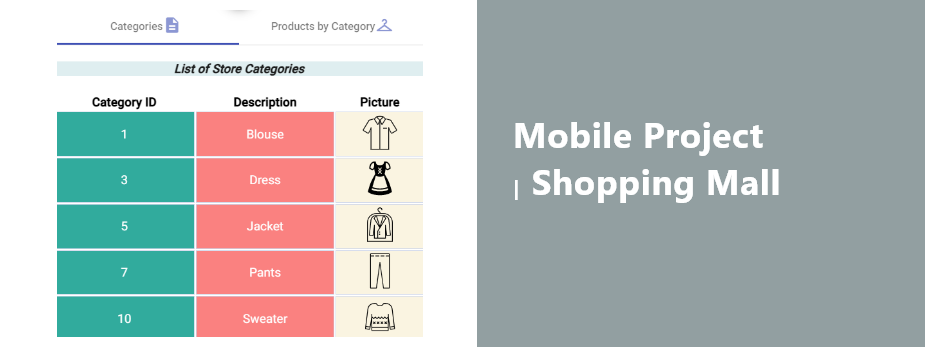 Categories Products by Category
List of Store Categories
Category ID Description Picture
1 Blouse
3 Dress
5 Jacket
7 Pants
10 Sweater
Mobile Project
| Shopping Mall